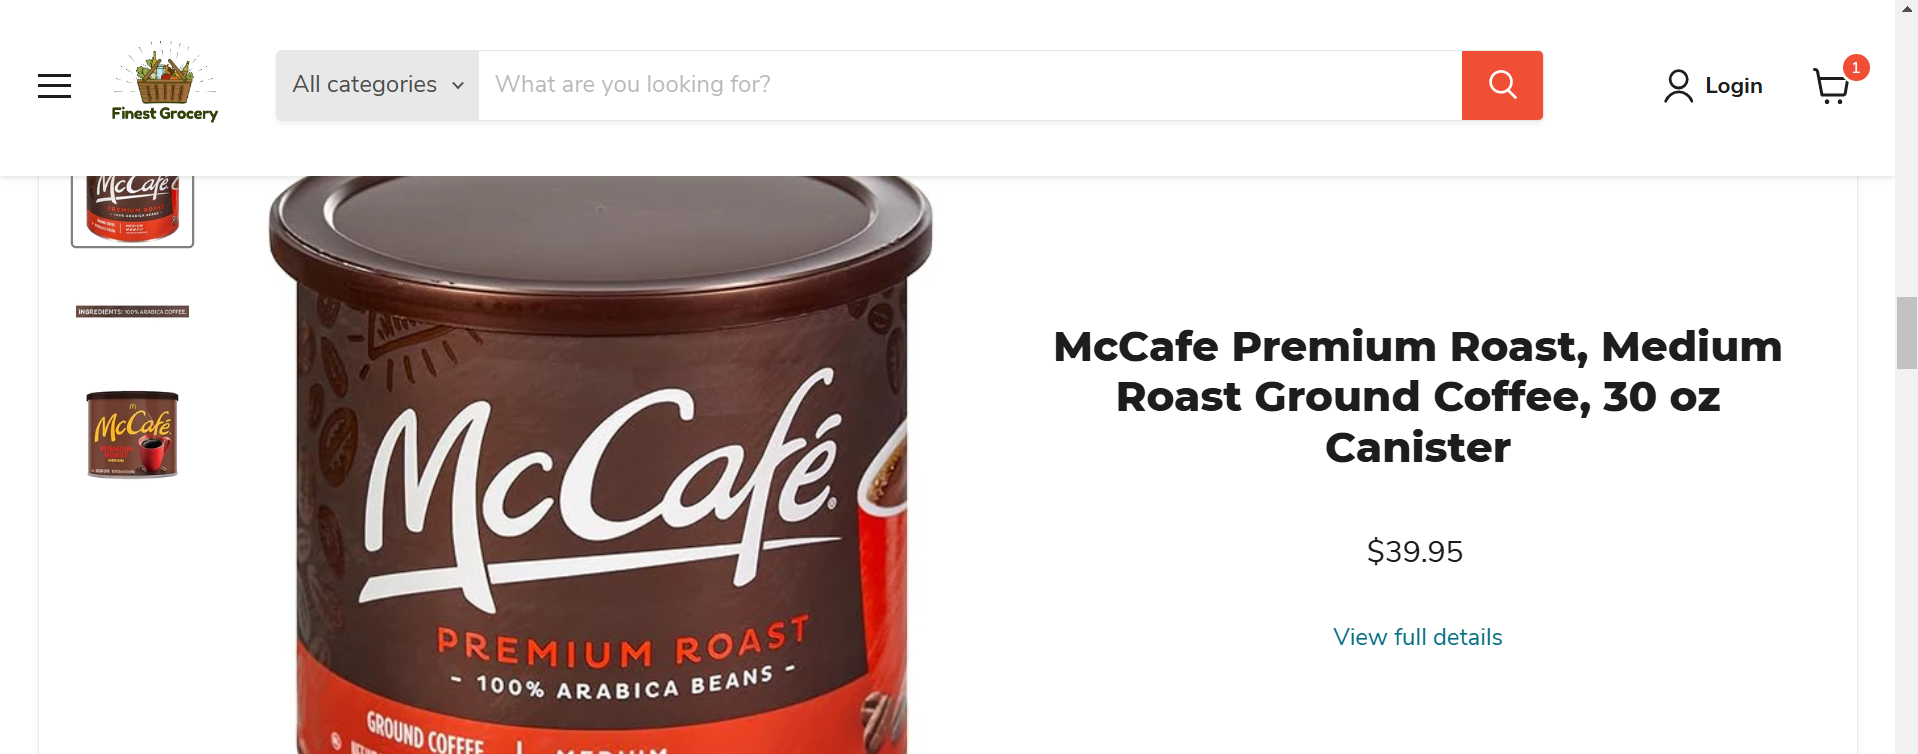 Finest Grocery
All categories
What are you looking for?
Login
1
McCafé
PREMIUM ROAST
INGREDIENTS: 100% ARABICA COFFEE.
McCafé
McCafé
PREMIUM ROAST
- 100% ARABICA BEANS -
GROUND COFFEE
MEDIUM
McCafe Premium Roast, Medium
Roast Ground Coffee, 30 oz
Canister
$39.95
View full details